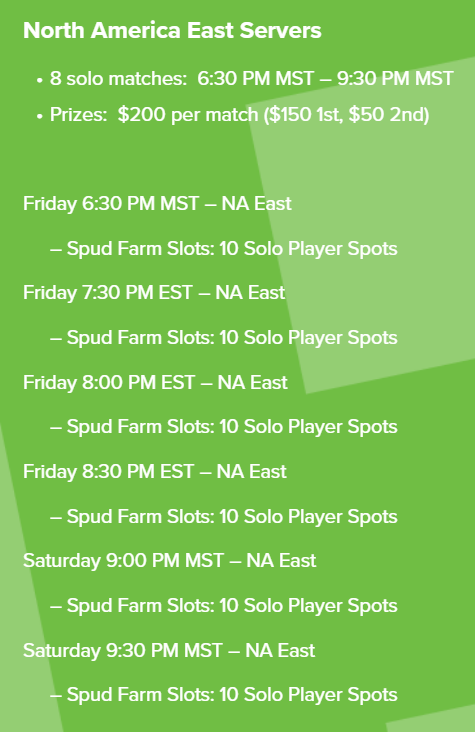 North America East Servers
• 8 solo matches:  6:30 PM MST – 9:30 PM MST
• Prizes:  $200 per match ($150 1st, $50 2nd)
Friday 6:30 PM MST – NA East
– Spud Farm Slots: 10 Solo Player Spots
Friday 7:30 PM EST – NA East
– Spud Farm Slots: 10 Solo Player Spots
Friday 8:00 PM EST – NA East
– Spud Farm Slots: 10 Solo Player Spots
Friday 8:30 PM EST – NA East
– Spud Farm Slots: 10 Solo Player Spots
Saturday 9:00 PM MST – NA East
– Spud Farm Slots: 10 Solo Player Spots
Saturday 9:30 PM MST – NA East
– Spud Farm Slots: 10 Solo Player Spots